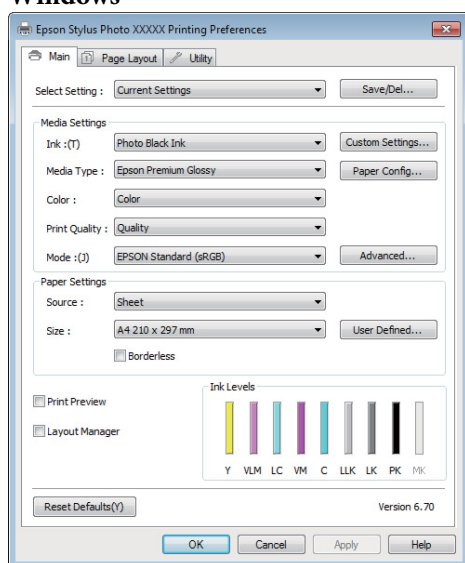 Windows
Epson Stylus Photo XXXXX Printing Preferences
Main Page Layout Utility
Select Setting : Current Settings Save/Del...
Media Settings
Ink :(T) Photo Black Ink Custom Settings...
Media Type : Epson Premium Glossy Paper Config...
Color : Color
Print Quality : Quality
Mode :(J) EPSON Standard (sRGB) Advanced...
Paper Settings
Source : Sheet
Size : A4 210 x 297 mm User Defined...
Borderless
Print Preview
Layout Manager
Ink Levels
Y VLM LC VM C LLK LK PK MK
Reset Defaults(Y) Version 6.70
OK Cancel Apply Help